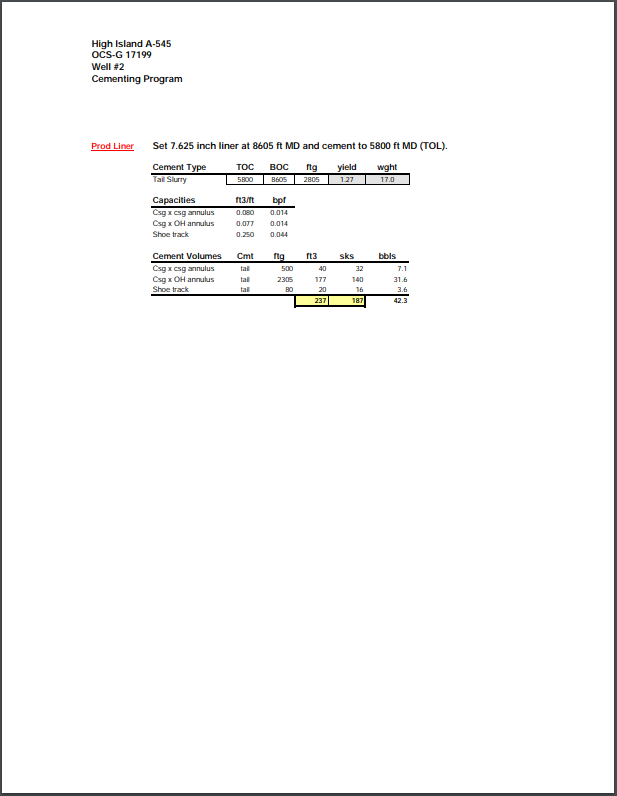 High Island A-545
OCS-G 17199
Well #2
Cementing Program
Prod Liner Set 7.625 inch liner at 8605 ft MD and cement to 5800 ft MD (TOL).
Cement Type TOC BOC ftg yield wght
Tail Slurry 5800 8605 2805 1.27 17.0
Capacities ft3/ft bpf
Csg x csg annulus 0.080 0.014
Csg x OH annulus 0.077 0.014
Shoe track 0.250 0.044
Cement Volumes Cmt ftg ft3 sks bbls
Csg x csg annulus tail 500 40 32 7.1
Csg x OH annulus tail 2305 177 140 31.6
Shoe track tail 80 20 16 3.6
237 187 42.3